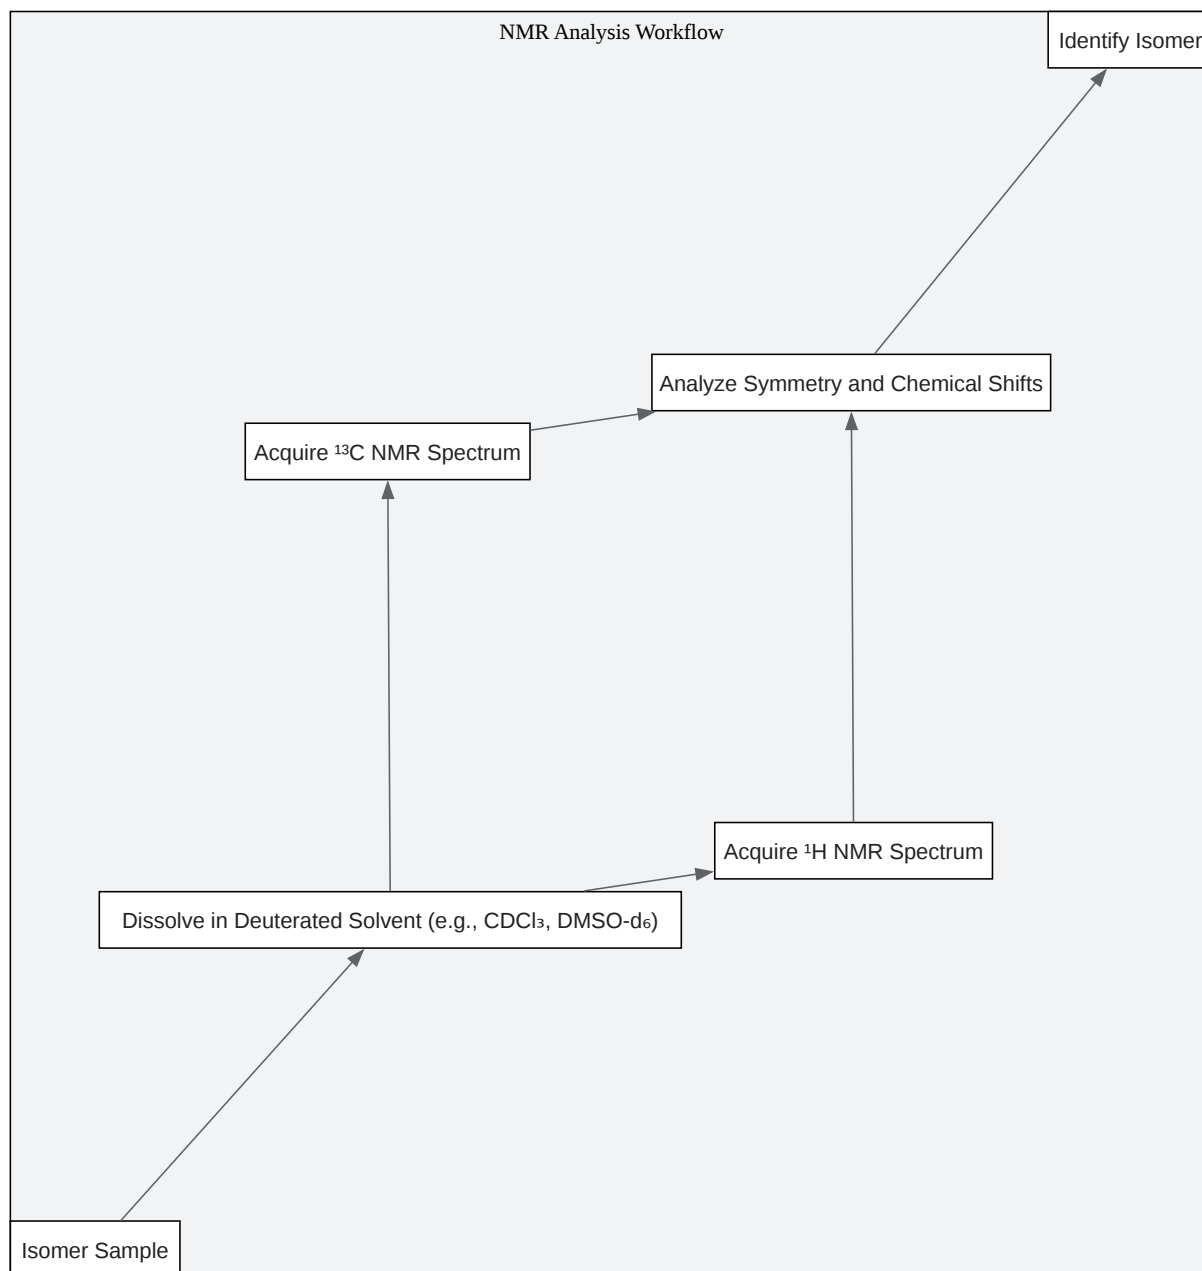 NMR Analysis Workflow
Identify Isomer
Analyze Symmetry and Chemical Shifts
Acquire ¹³C NMR Spectrum
Acquire ¹H NMR Spectrum
Dissolve in Deuterated Solvent (e.g., CDCl₃, DMSO-d₆)
Isomer Sample